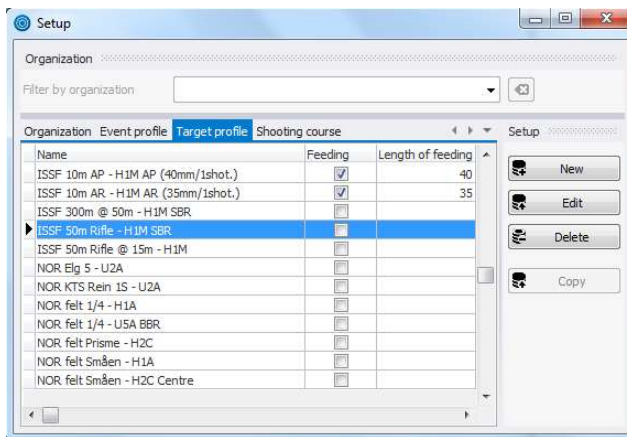 Setup
Organization
Filter by organization
Organization Event profile Target profile Shooting course
Setup
Name Feeding Length of feeding
ISSF 10m AP - H1M AP (40mm/1shot.) 40
ISSF 10m AR - H1M AR (35mm/1shot.) 35
ISSF 300m @ 50m - H1M SBR
ISSF 50m Rifle - H1M SBR
ISSF 50m Rifle @ 15m - H1M
NOR Elg 5 - U2A
NOR KTS Rein 1S - U2A
NOR felt 1/4 - H1A
NOR felt 1/4 - U5A BBR
NOR felt Prisme - H2C
NOR felt Småen - H1A
NOR felt Småen - H2C Centre
New
Edit
Delete
Copy